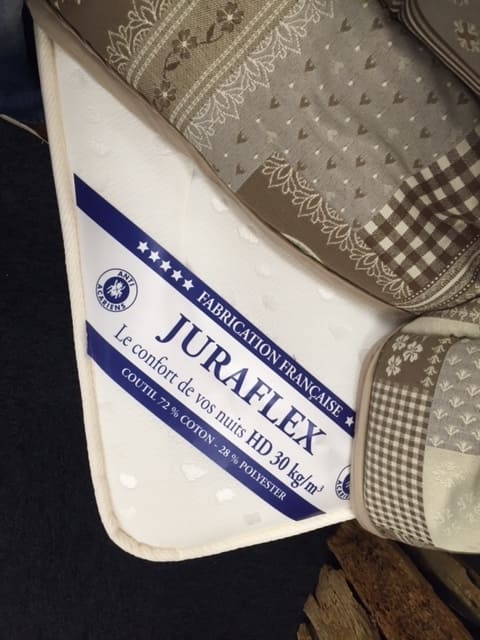 ★★★★★ FABRICATION FRANÇAISE ★
ANTI
ACARIENS
JURAFLEX
Le confort de vos nuits HD 30 kg/m³
COUTIL 72 % COTON - 28 % POLYESTER